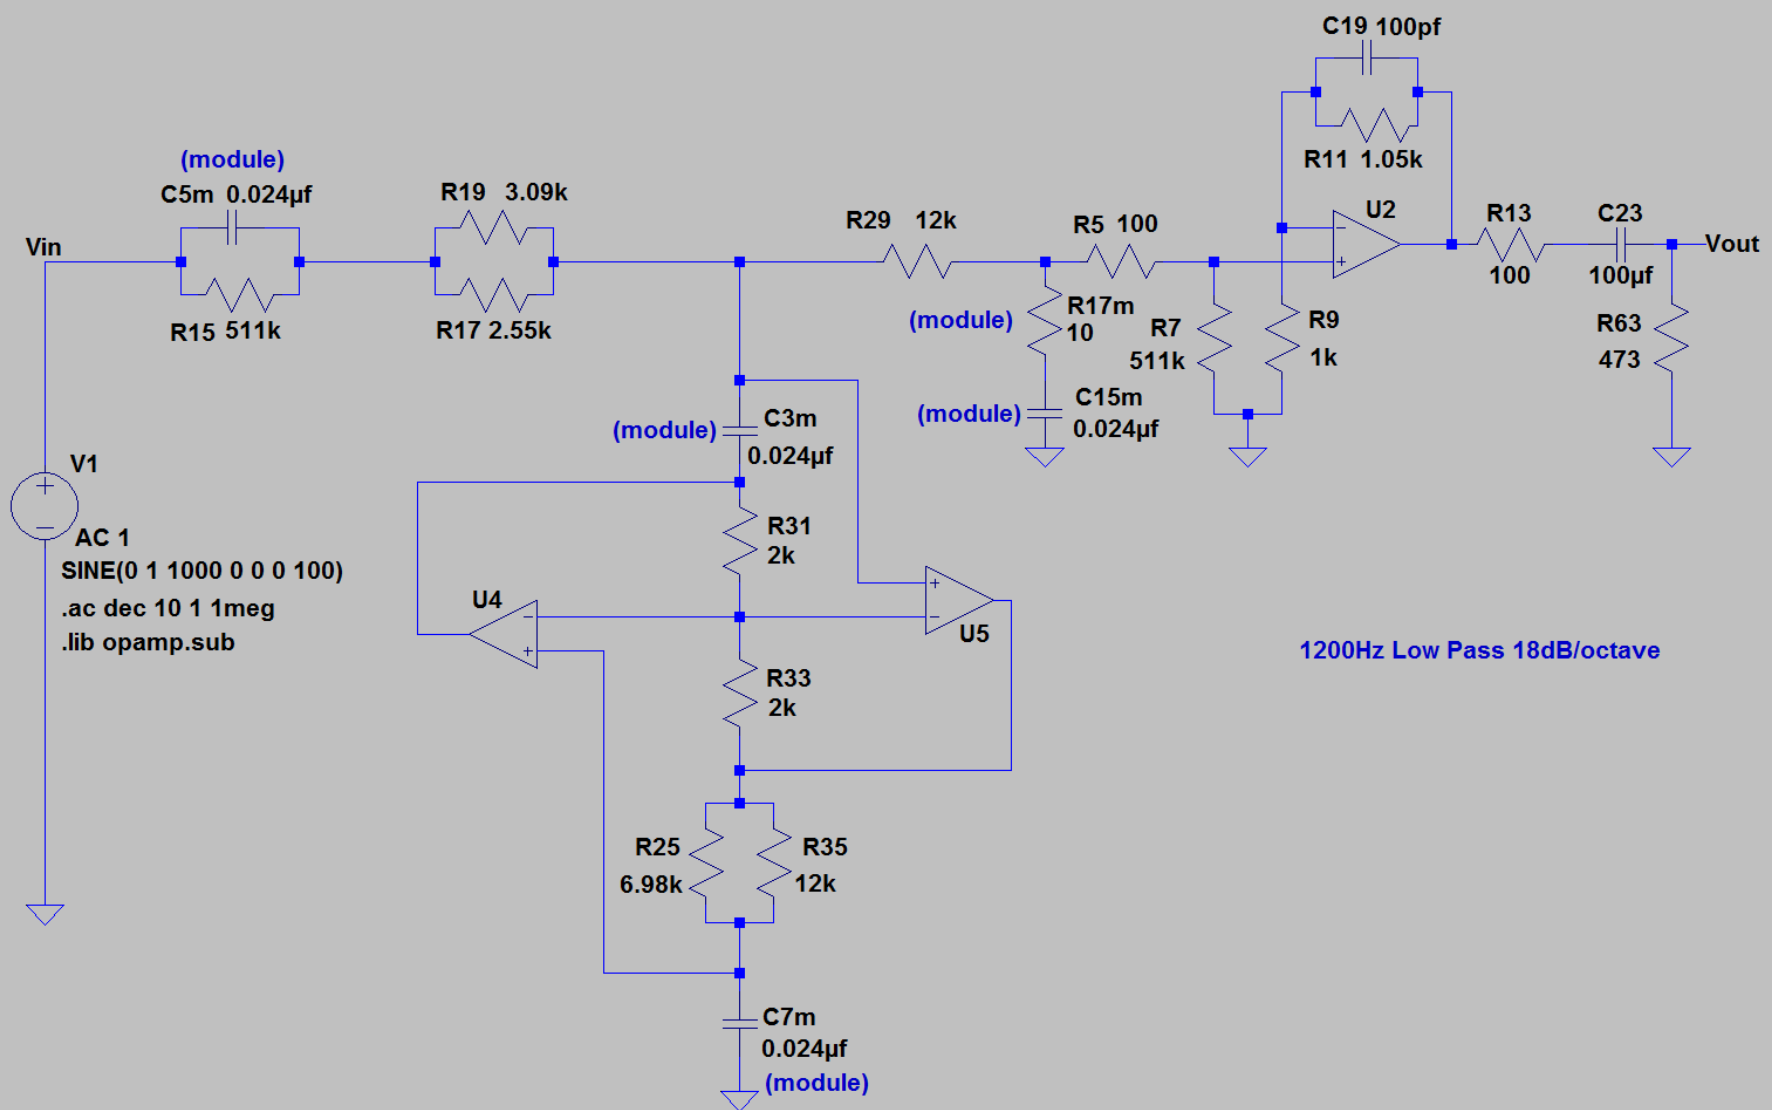 C19 100pf
R11 1.05k
(module)
C5m 0.024µf
R15 511k
R19 3.09k
R17 2.55k
R29 12k
R5 100
U2
R13
100
C23
100µf
Vin
Vout
(module)
R17m
10
R7
511k
R9
1k
R63
473
(module)
C15m
0.024µf
(module)
C3m
0.024µf
V1
AC 1
SINE(0 1 1000 0 0 0 100)
.ac dec 10 1 1meg
.lib opamp.sub
R31
2k
U4
U5
R33
2k
1200Hz Low Pass 18dB/octave
R25
6.98k
R35
12k
C7m
0.024µf
(module)